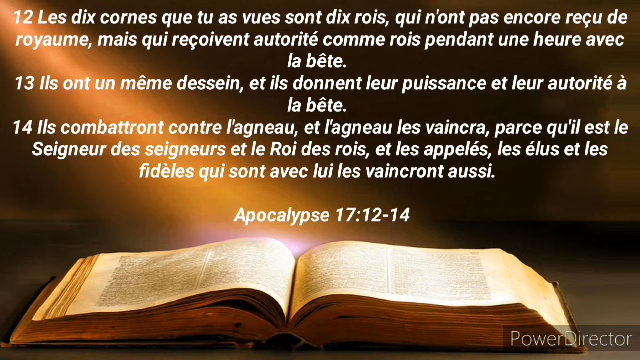 12 Les dix cornes que tu as vues sont dix rois, qui n'ont pas encore reçu de
royaume, mais qui reçoivent autorité comme rois pendant une heure avec
la bête.
13 Ils ont un même dessein, et ils donnent leur puissance et leur autorité à
la bête.
14 Ils combattront contre l'agneau, et l'agneau les vaincra, parce qu'il est le
Seigneur des seigneurs et le Roi des rois, et les appelés, les élus et les
fidèles qui sont avec lui les vaincront aussi.
Apocalypse 17:12-14
PowerDirector